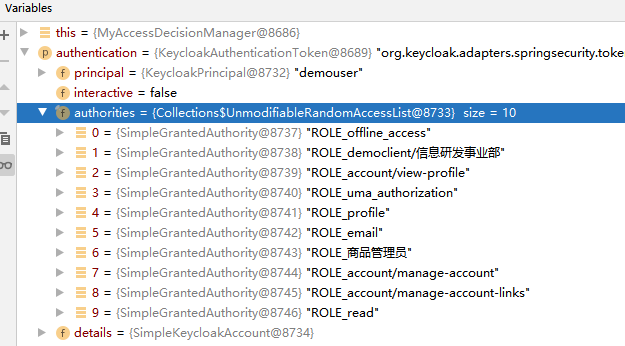 Variables
this = {MyAccessDecisionManager@8686}
authentication = {KeycloakAuthenticationToken@8689} "org.keycloak.adapters.springsecurity.toke
principal = {KeycloakPrincipal@8732} "demouser"
interactive = false
authorities = {Collections$UnmodifiableRandomAccessList@8733} size = 10
0 = {SimpleGrantedAuthority@8737} "ROLE_offline_access"
1 = {SimpleGrantedAuthority@8738} "ROLE_democlient/信息研发事业部"
2 = {SimpleGrantedAuthority@8739} "ROLE_account/view-profile"
3 = {SimpleGrantedAuthority@8740} "ROLE_uma_authorization"
4 = {SimpleGrantedAuthority@8741} "ROLE_profile"
5 = {SimpleGrantedAuthority@8742} "ROLE_email"
6 = {SimpleGrantedAuthority@8743} "ROLE_商品管理员"
7 = {SimpleGrantedAuthority@8744} "ROLE_account/manage-account"
8 = {SimpleGrantedAuthority@8745} "ROLE_account/manage-account-links"
9 = {SimpleGrantedAuthority@8746} "ROLE_read"
details = {SimpleKeycloakAccount@8734}